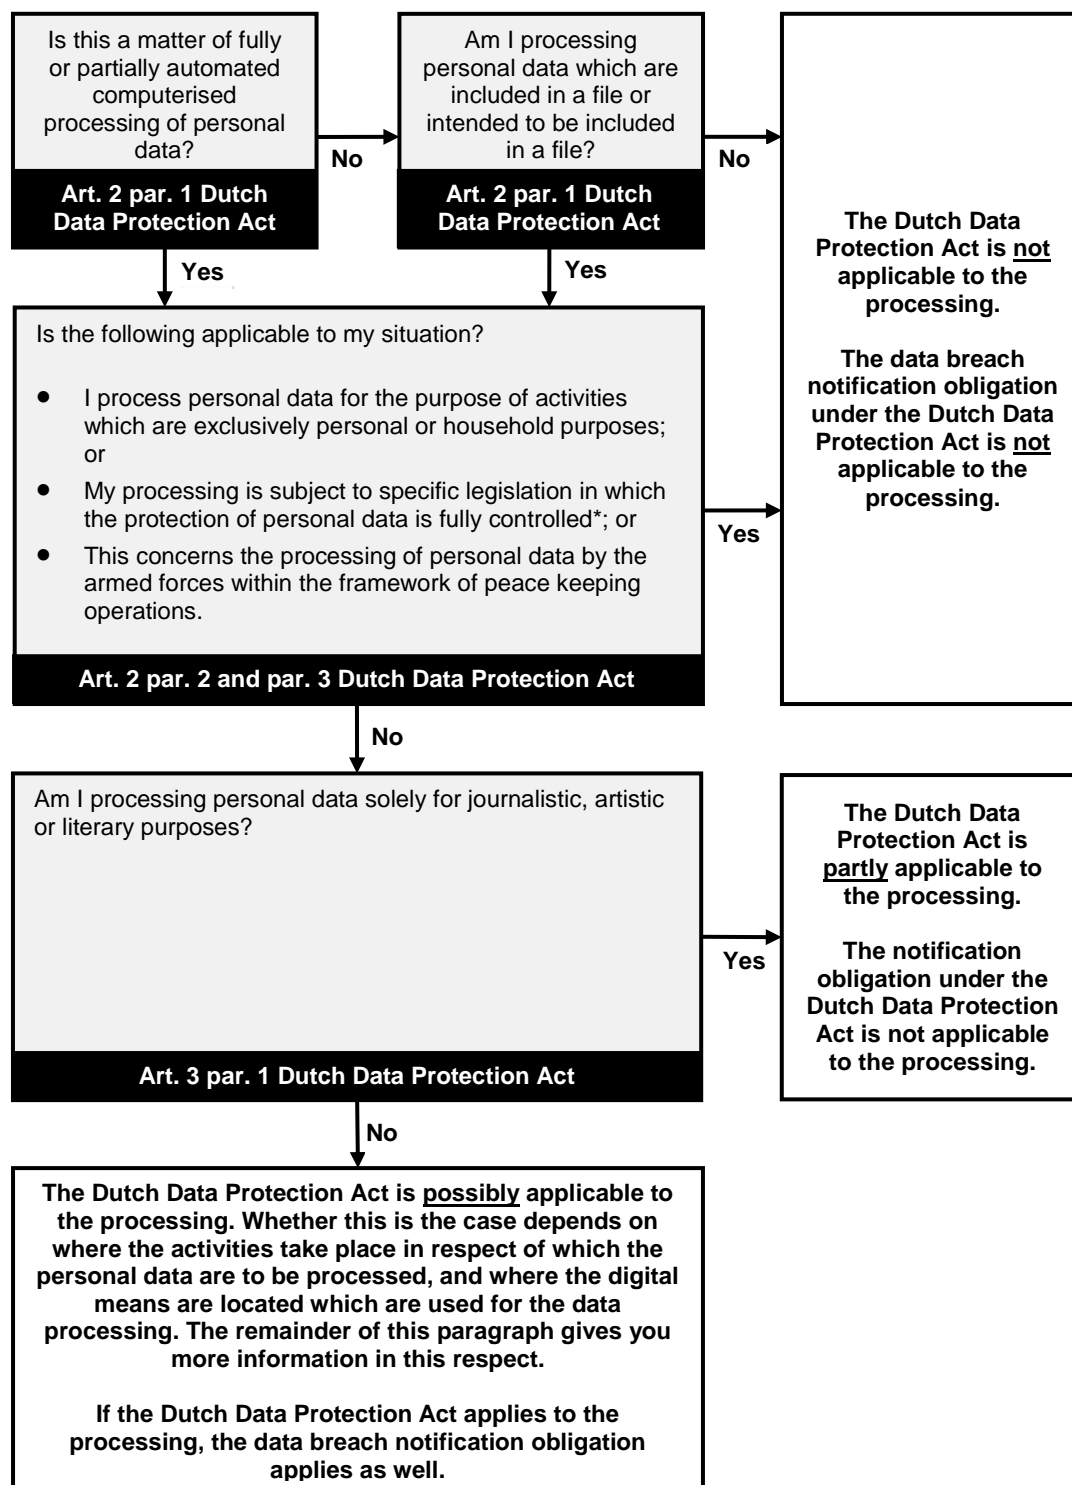 Is this a matter of fully
or partially automated
computerised
processing of personal
data?
Art. 2 par. 1 Dutch
Data Protection Act
No
Am I processing
personal data which are
included in a file or
intended to be included
in a file?
Art. 2 par. 1 Dutch
Data Protection Act
No
The Dutch Data
Protection Act is not
applicable to the
processing.
The data breach
notification obligation
under the Dutch Data
Protection Act is not
applicable to the
processing.
Yes
Yes
Is the following applicable to my situation?
● I process personal data for the purpose of activities
which are exclusively personal or household purposes;
or
● My processing is subject to specific legislation in which
the protection of personal data is fully controlled*; or
● This concerns the processing of personal data by the
armed forces within the framework of peace keeping
operations.
Art. 2 par. 2 and par. 3 Dutch Data Protection Act
Yes
No
Am I processing personal data solely for journalistic, artistic
or literary purposes?
Art. 3 par. 1 Dutch Data Protection Act
Yes
The Dutch Data
Protection Act is
partly applicable to
the processing.
The notification
obligation under the
Dutch Data Protection
Act is not applicable
to the processing.
No
The Dutch Data Protection Act is possibly applicable to
the processing. Whether this is the case depends on
where the activities take place in respect of which the
personal data are to be processed, and where the digital
means are located which are used for the data
processing. The remainder of this paragraph gives you
more information in this respect.
If the Dutch Data Protection Act applies to the
processing, the data breach notification obligation
applies as well.